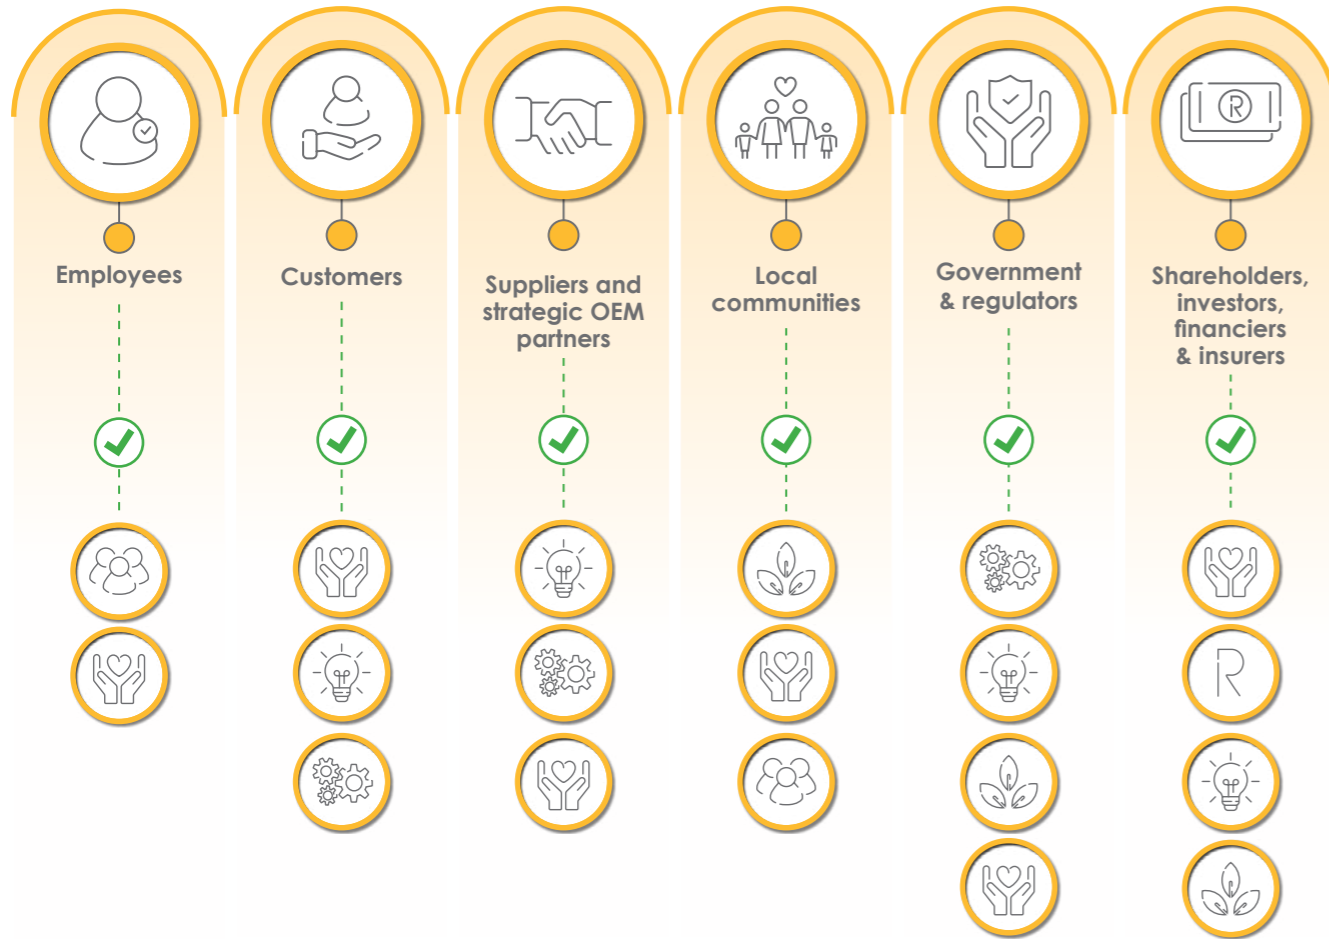 Employees
Customers
Suppliers and
strategic OEM
partners
Local
communities
Government
& regulators
Shareholders,
investors,
financiers
& insurers
R
R